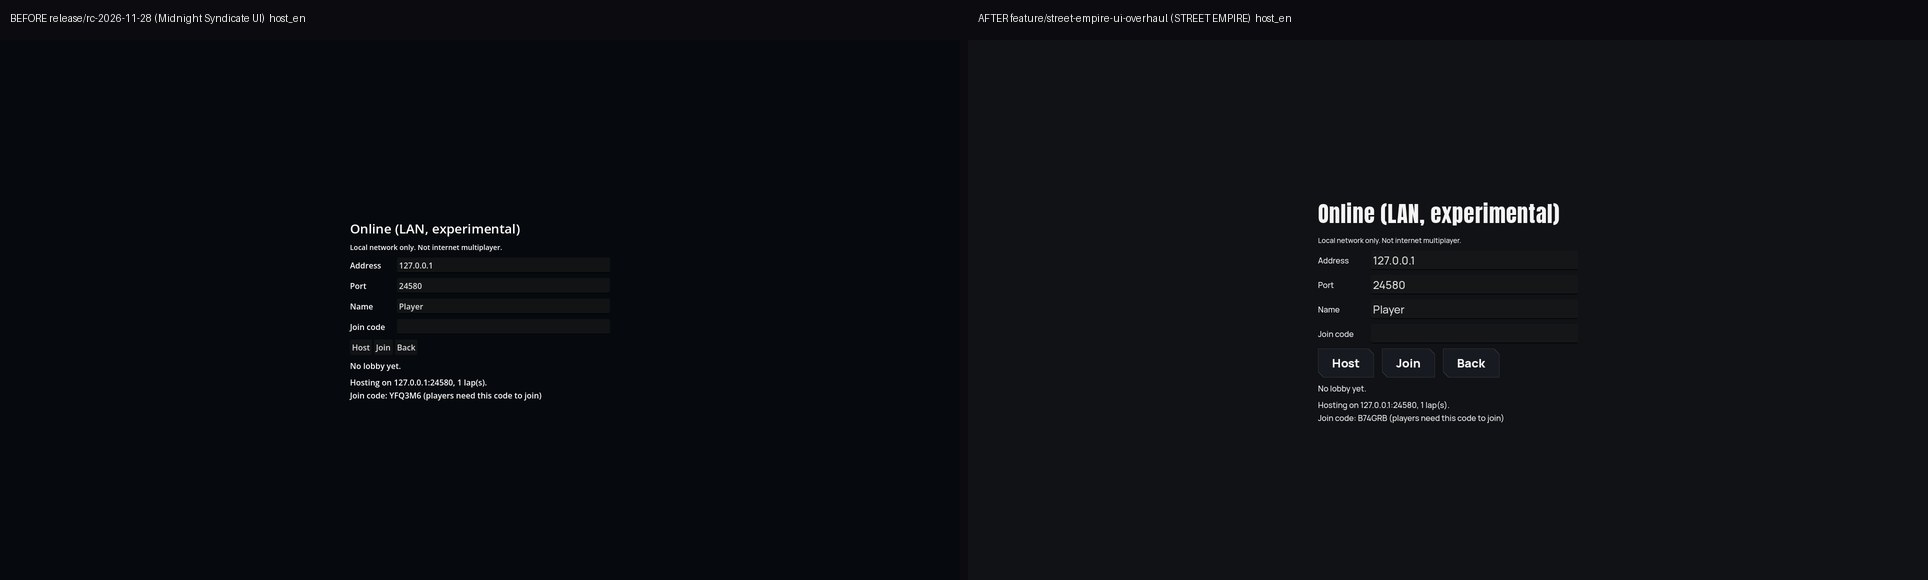 BEFORE release/rc-2026-11-28 (Midnight Syndicate UI) host_en
Online (LAN, experimental)
Local network only. Not internet multiplayer.
Address 127.0.0.1
Port 24580
Name Player
Join code
Host Join Back
No lobby yet.
Hosting on 127.0.0.1:24580, 1 lap(s).
Join code: YFQ3M6 (players need this code to join)
AFTER feature/street-empire-ui-overhaul (STREET EMPIRE) host_en
Online (LAN, experimental)
Local network only. Not internet multiplayer.
Address 127.0.0.1
Port 24580
Name Player
Join code
Host Join Back
No lobby yet.
Hosting on 127.0.0.1:24580, 1 lap(s).
Join code: B74GRB (players need this code to join)